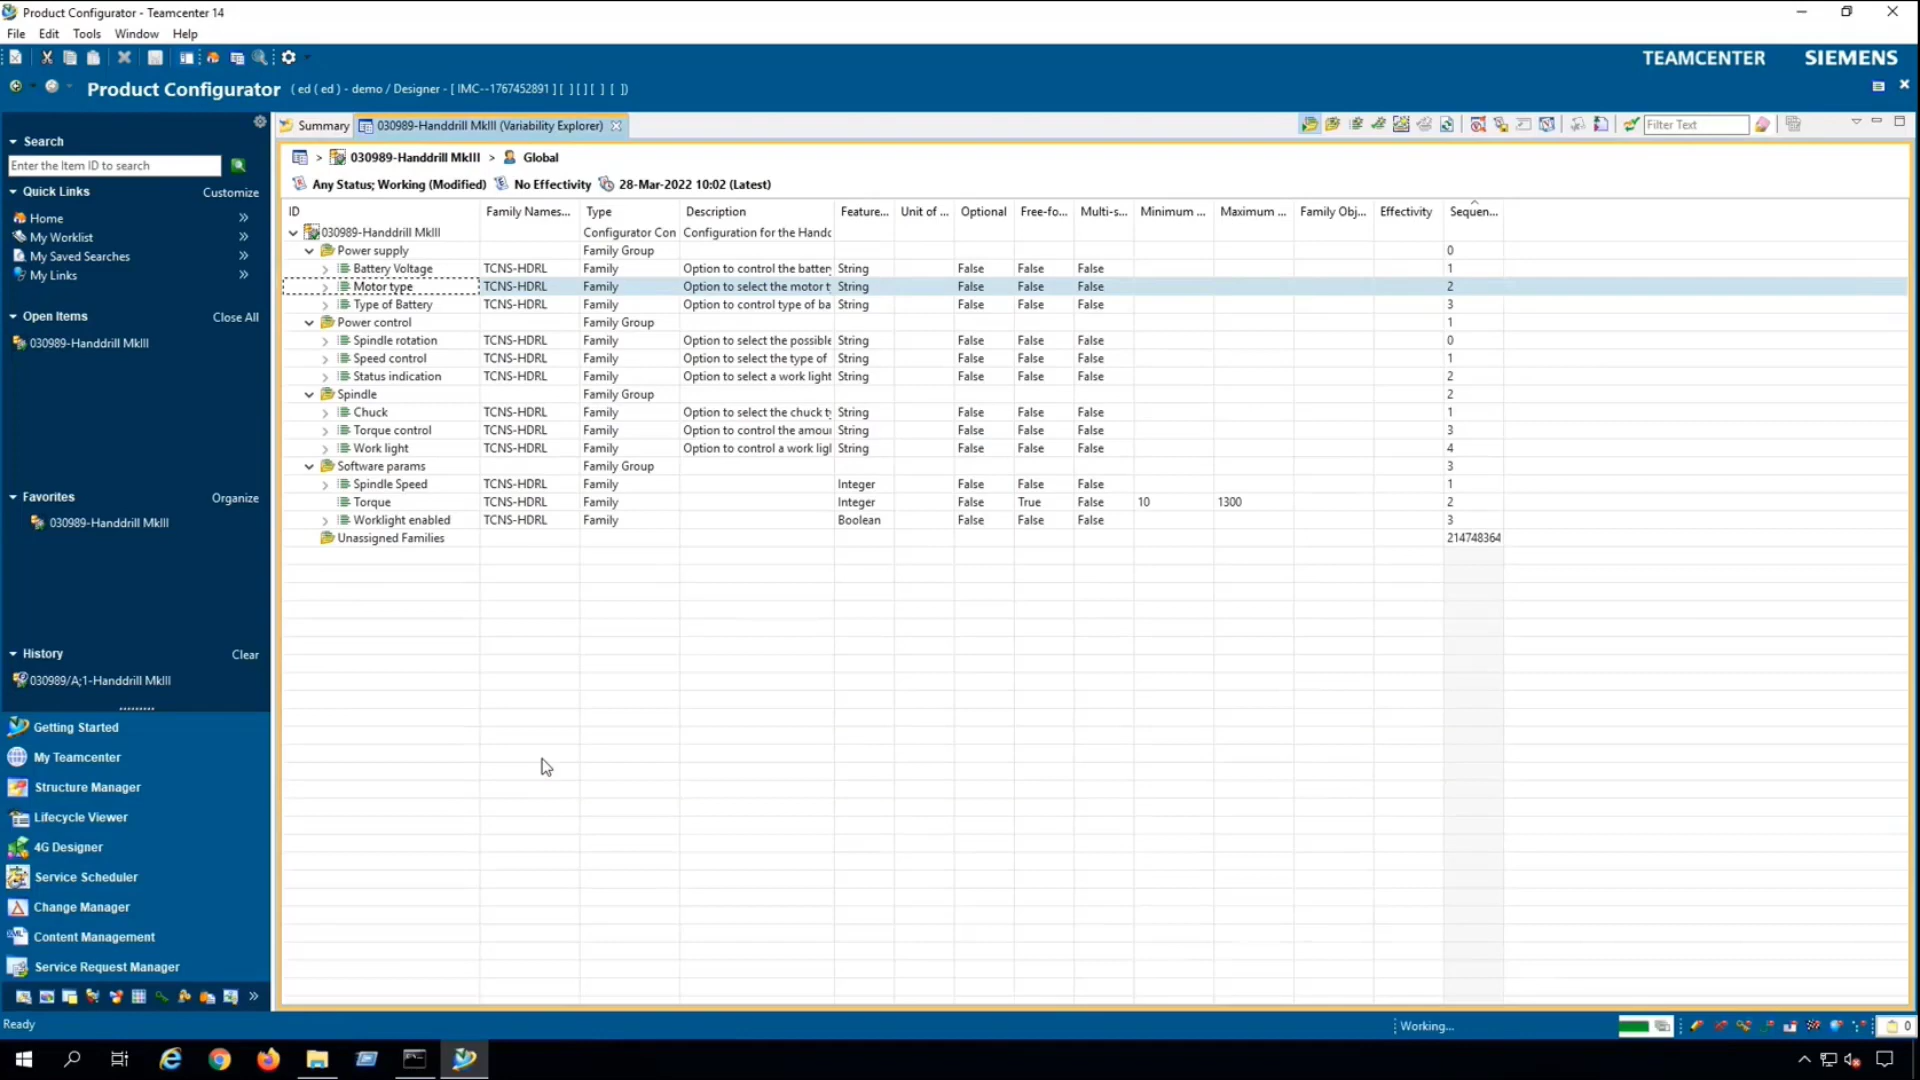 Product Configurator - Teamcenter 14
File Edit Tools Window Help
TEAMCENTER SIEMENS
Product Configurator ( ed ( ed ) - demo / Designer - [ IMC--1767452891 ] [ ] [ ] [ ] [ ])
Search
Enter the Item ID to search
Quick Links Customize
Home
My Worklist
My Saved Searches
My Links
Open Items Close All
030989-Handdrill MkIII
Favorites Organize
030989-Handdrill MkIII
History Clear
030989/A;1-Handdrill MkIII
Getting Started
My Teamcenter
Structure Manager
Lifecycle Viewer
4G Designer
Service Scheduler
Change Manager
Content Management
Service Request Manager
Summary 030989-Handdrill MkIII (Variability Explorer) Filter Text
> 030989-Handdrill MkIII > Global
Any Status; Working (Modified) No Effectivity 28-Mar-2022 10:02 (Latest)
ID Family Names... Type Description Feature... Unit of ... Optional Free-fo... Multi-s... Minimum ... Maximum ... Family Obj... Effectivity Sequen...
030989-Handdrill MkIII Configurator Con Configuration for the Handc
Power supply Family Group 0
Battery Voltage TCNS-HDRL Family Option to control the batter String False False False 1
Motor type TCNS-HDRL Family Option to select the motor t String False False False 2
Type of Battery TCNS-HDRL Family Option to control type of ba String False False False 3
Power control Family Group 1
Spindle rotation TCNS-HDRL Family Option to select the possible String False False False 0
Speed control TCNS-HDRL Family Option to select the type of String False False False 1
Status indication TCNS-HDRL Family Option to select a work light String False False False 2
Spindle Family Group 2
Chuck TCNS-HDRL Family Option to select the chuck ty String False False False 1
Torque control TCNS-HDRL Family Option to control the amou String False False False 3
Work light TCNS-HDRL Family Option to control a work lig String False False False 4
Software params Family Group 3
Spindle Speed TCNS-HDRL Family Integer False False False 1
Torque TCNS-HDRL Family Integer False True False 10 1300 2
Worklight enabled TCNS-HDRL Family Boolean False False False 3
Unassigned Families 214748364
Ready Working... 0